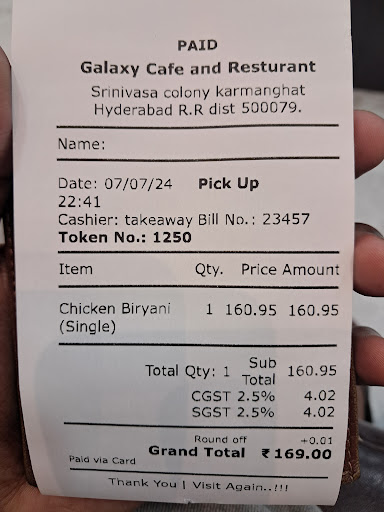 PAID
Galaxy Cafe and Resturant
Srinivasa colony karmanghat
Hyderabad R.R dist 500079.
Name:
Date: 07/07/24 Pick Up
22:41
Cashier: takeaway Bill No.: 23457
Token No.: 1250
Item Qty. Price Amount
Chicken Biryani 1 160.95 160.95
(Single)
Total Qty: 1 Sub Total 160.95
CGST 2.5% 4.02
SGST 2.5% 4.02
Round off +0.01
Grand Total ₹169.00
Paid via Card
Thank You | Visit Again..!!!